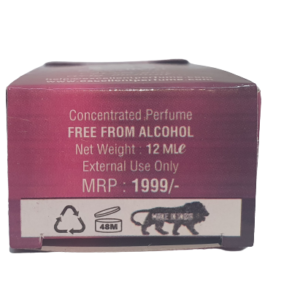 Concentrated Perfume
FREE FROM ALCOHOL
Net Weight : 12 MLe
External Use Only
MRP : 1999/-
48M
MAKE IN INDIA